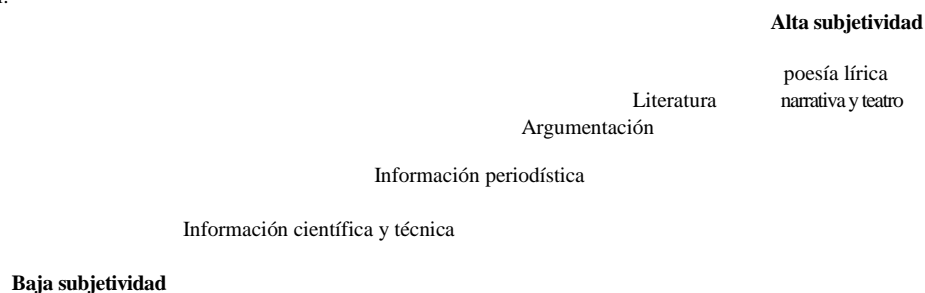 Alta subjetividad
poesía lírica
Literatura narrativa y teatro
Argumentación
Información periodística
Información científica y técnica
Baja subjetividad